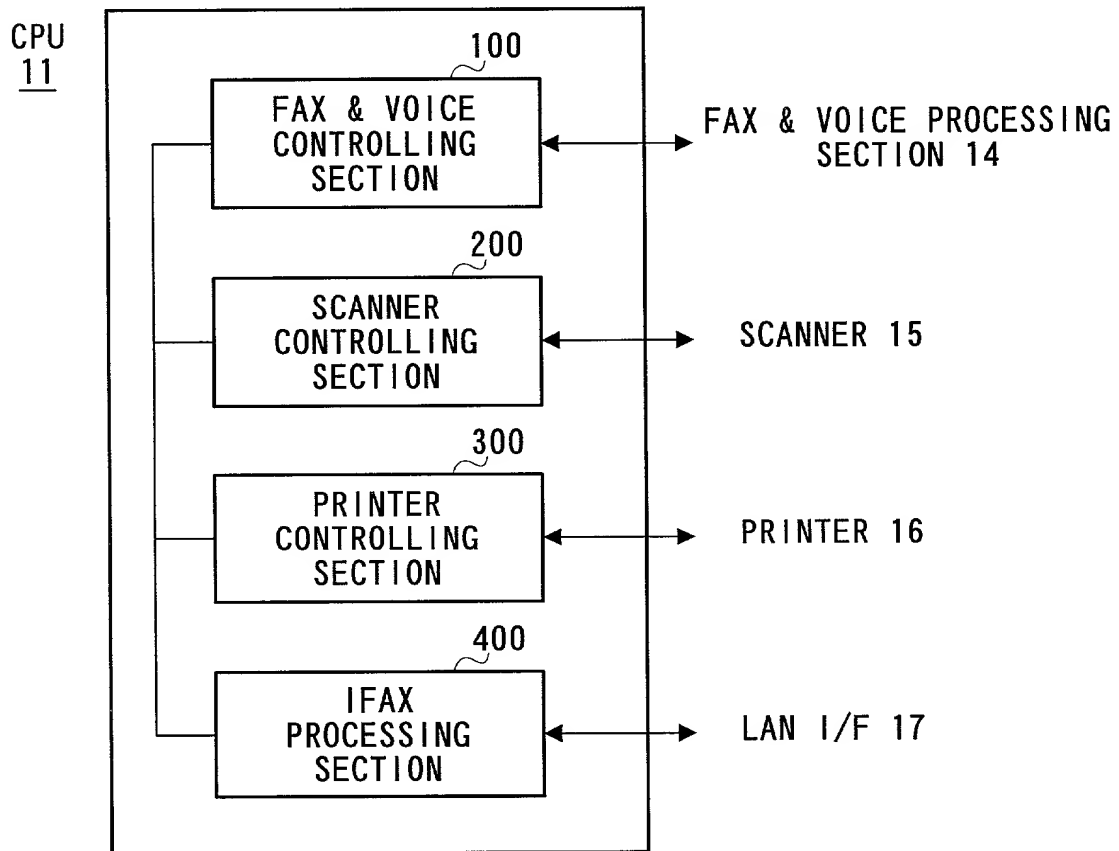 CPU
11
100
FAX & VOICE
CONTROLLING
SECTION
FAX & VOICE PROCESSING
SECTION 14
200
SCANNER
CONTROLLING
SECTION
SCANNER 15
300
PRINTER
CONTROLLING
SECTION
PRINTER 16
400
IFAX
PROCESSING
SECTION
LAN I/F 17